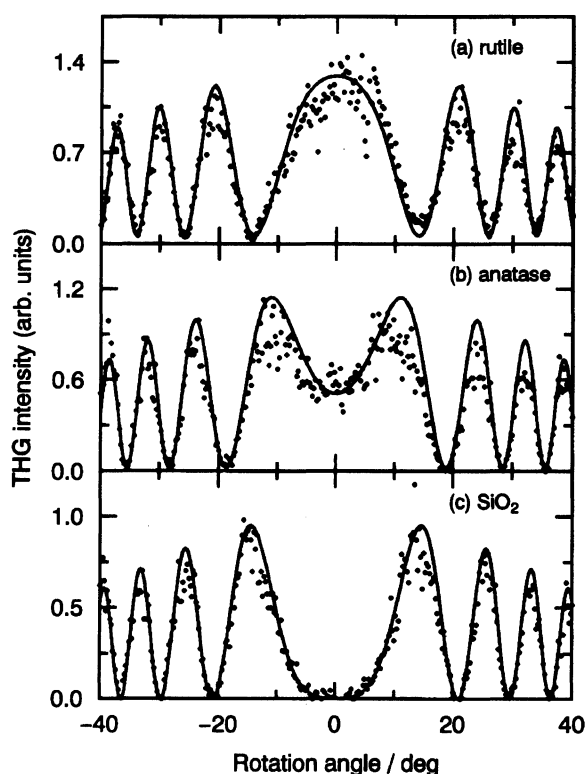 (a) rutile
1.4
0.7
0.0
(b) anatase
1.2
0.6
0.0
(c) SiO₂
1.0
0.5
0.0
THG intensity (arb. units)
−40 −20 0 20 40
Rotation angle / deg